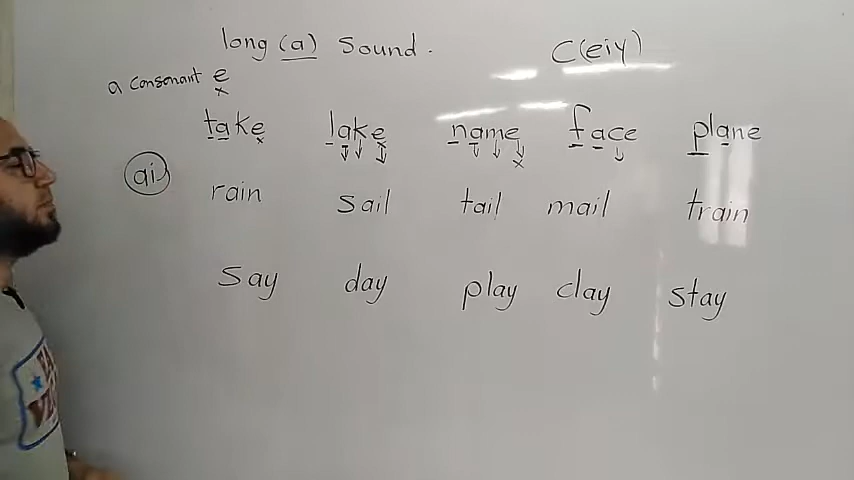 long (a) sound. C(eiy)
a consonant e
take lake name face plane
ai rain sail tail mail train
say day play clay stay